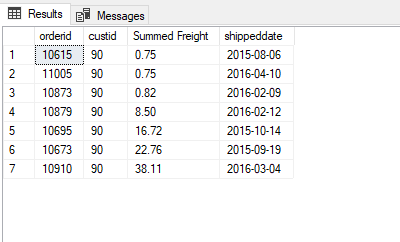 Results Messages
orderid custid Summed Freight shippeddate
1 10615 90 0.75 2015-08-06
2 11005 90 0.75 2016-04-10
3 10873 90 0.82 2016-02-09
4 10879 90 8.50 2016-02-12
5 10695 90 16.72 2015-10-14
6 10673 90 22.76 2015-09-19
7 10910 90 38.11 2016-03-04